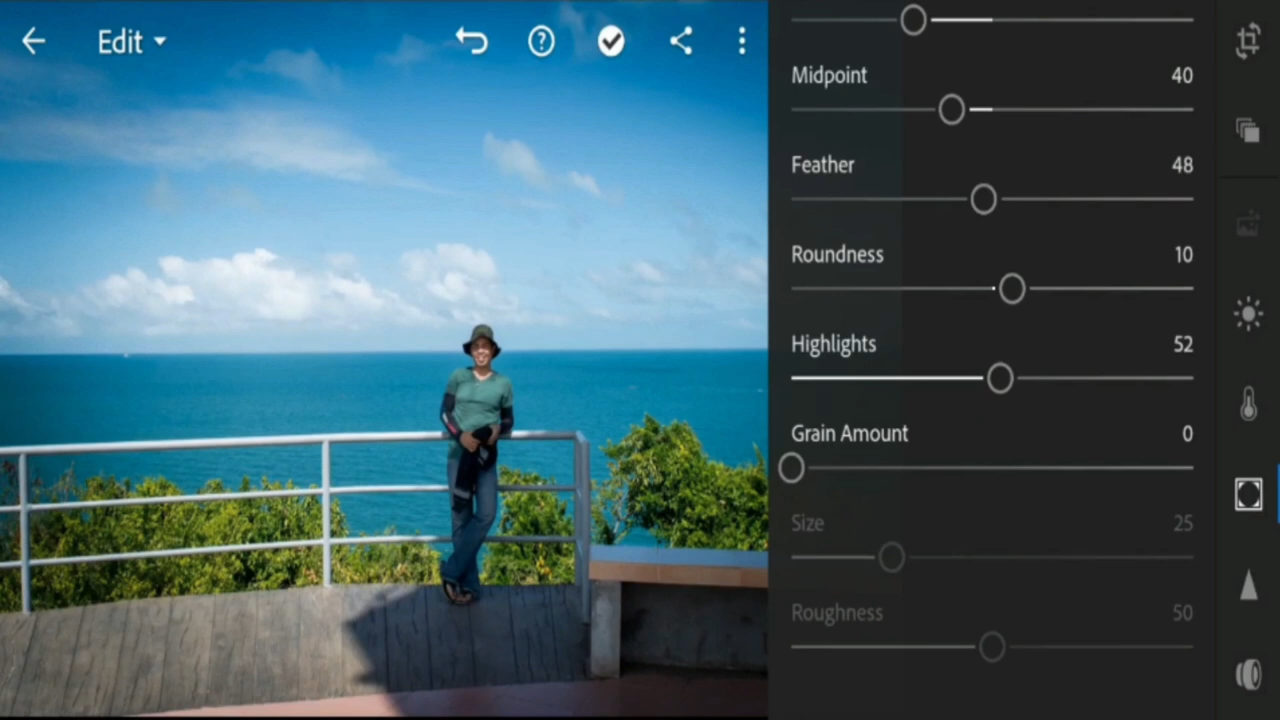 Edit
Midpoint 40
Feather 48
Roundness 10
Highlights 52
Grain Amount 0
Size 25
Roughness 50